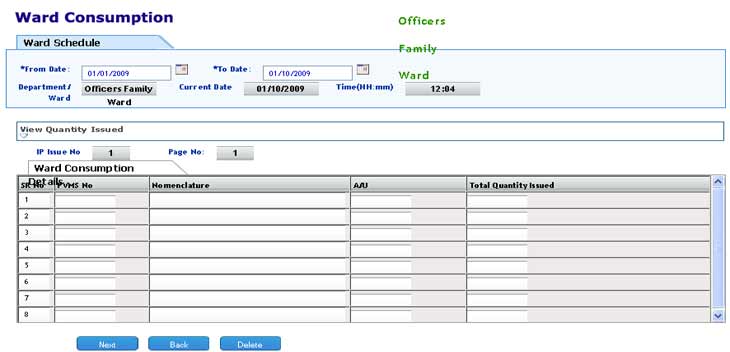 Ward Consumption
Officers
Family
Ward
Ward Schedule
*From Date: 01/01/2009 *To Date: 01/10/2009
Department/ Officers Family Current Date 01/10/2009 Time(HH:mm) 12:04
Ward Ward
View Quantity Issued
IP Issue No 1 Page No: 1
Ward Consumption
Details
SR No PVMS No Nomenclature A/U Total Quantity Issued
1
2
3
4
5
6
7
8
Next Back Delete